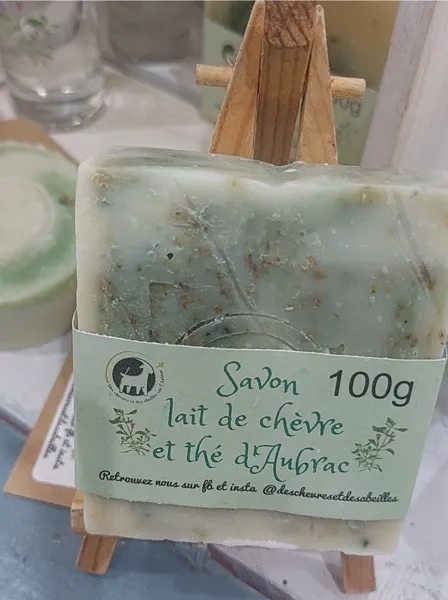 Savon 100g
lait de chèvre
et thé d'Aubrac
Retrouvez nous sur fb et insta @deschevresetdesabeilles